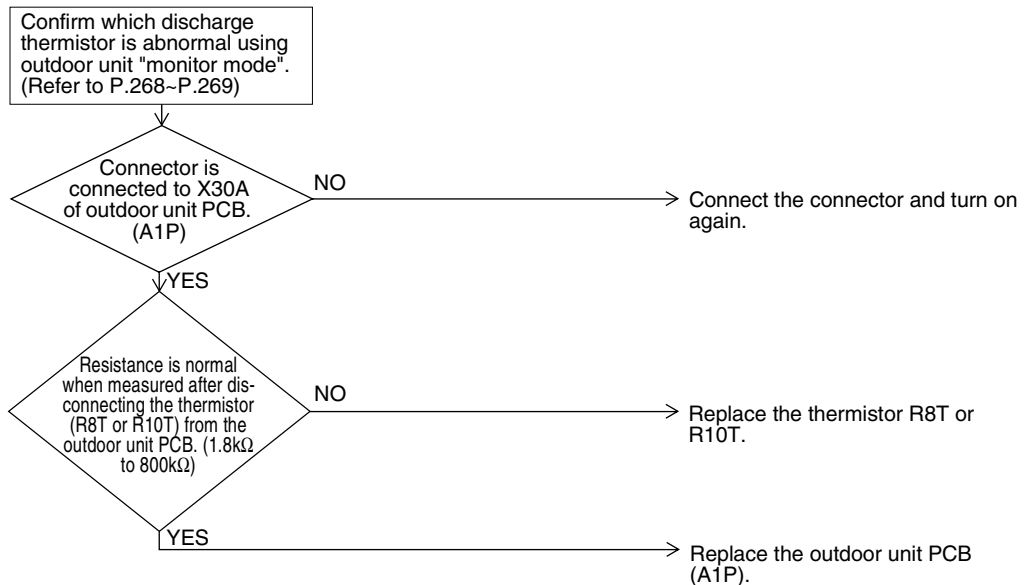 Confirm which discharge
thermistor is abnormal using
outdoor unit "monitor mode".
(Refer to P.268~P.269)
Connector is
connected to X30A
of outdoor unit PCB.
(A1P)
NO
Connect the connector and turn on
again.
YES
Resistance is normal
when measured after dis-
connecting the thermistor
(R8T or R10T) from the
outdoor unit PCB. (1.8kΩ
to 800kΩ)
NO
Replace the thermistor R8T or
R10T.
YES
Replace the outdoor unit PCB
(A1P).